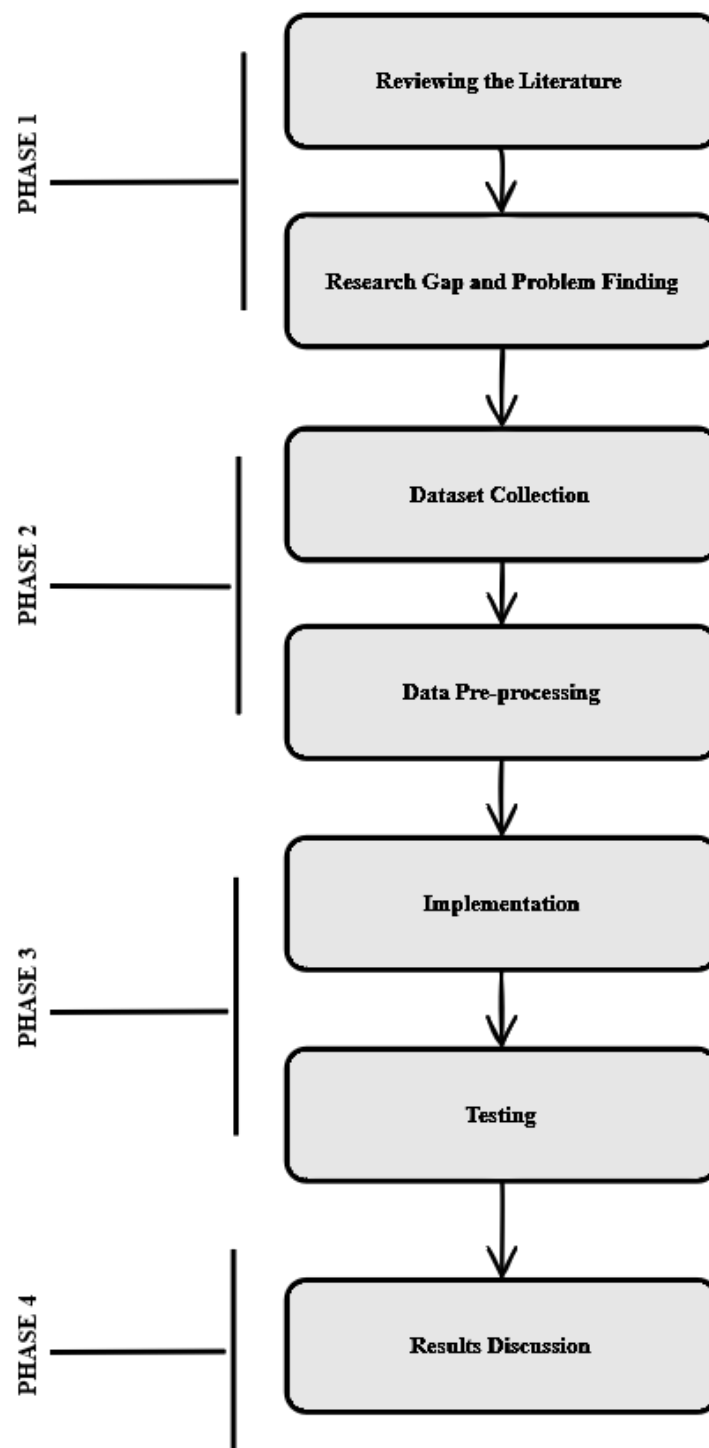 PHASE 1
Reviewing the Literature
Research Gap and Problem Finding
PHASE 2
Dataset Collection
Data Pre-processing
PHASE 3
Implementation
Testing
PHASE 4
Results Discussion